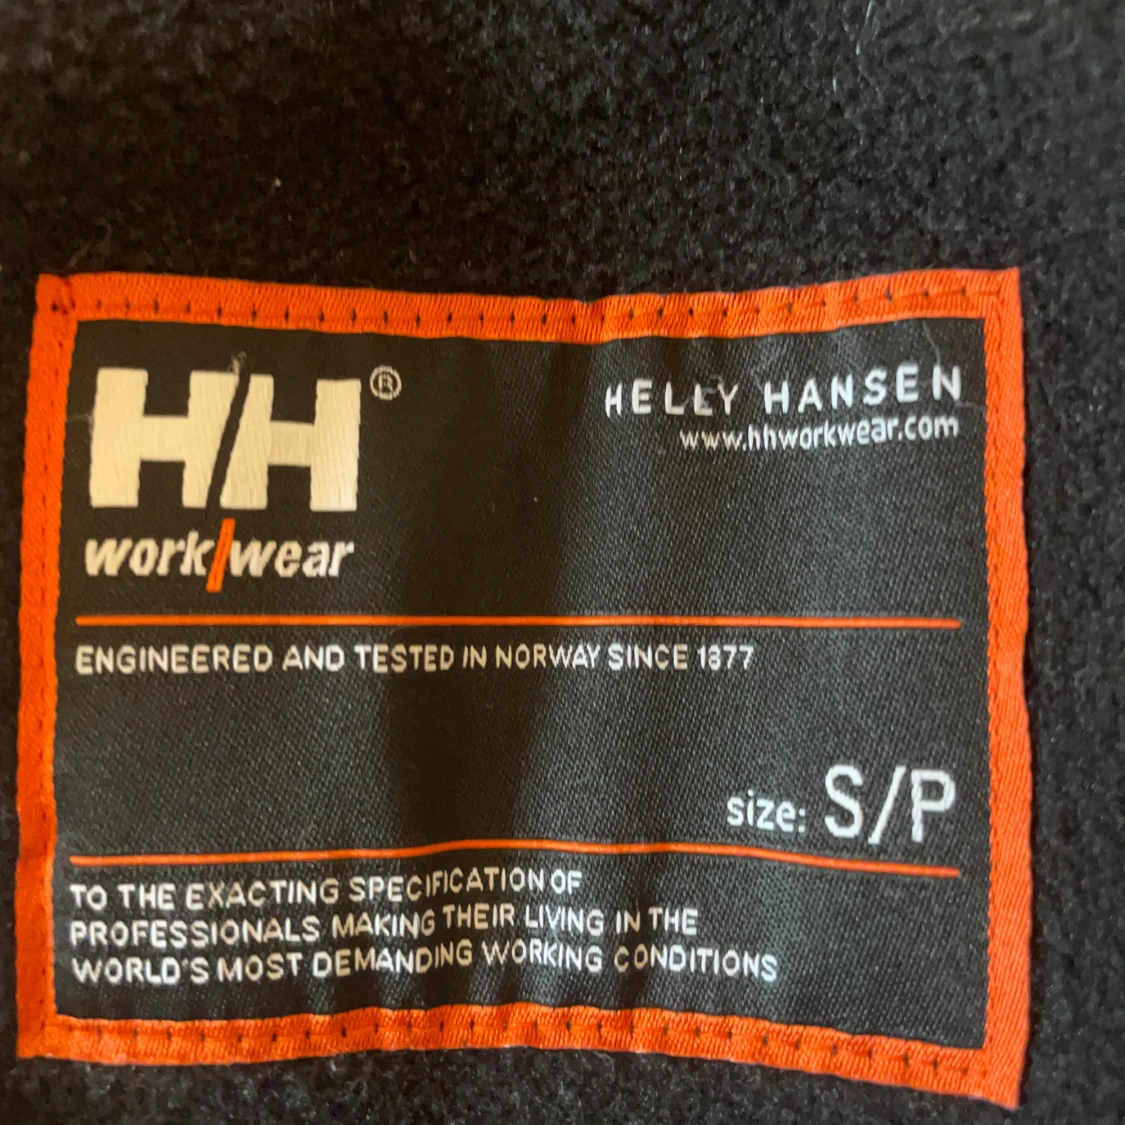 HH®
HELLY HANSEN
www.hhworkwear.com
work/wear
ENGINEERED AND TESTED IN NORWAY SINCE 1877
size: S/P
TO THE EXACTING SPECIFICATION OF
PROFESSIONALS MAKING THEIR LIVING IN THE
WORLD'S MOST DEMANDING WORKING CONDITIONS